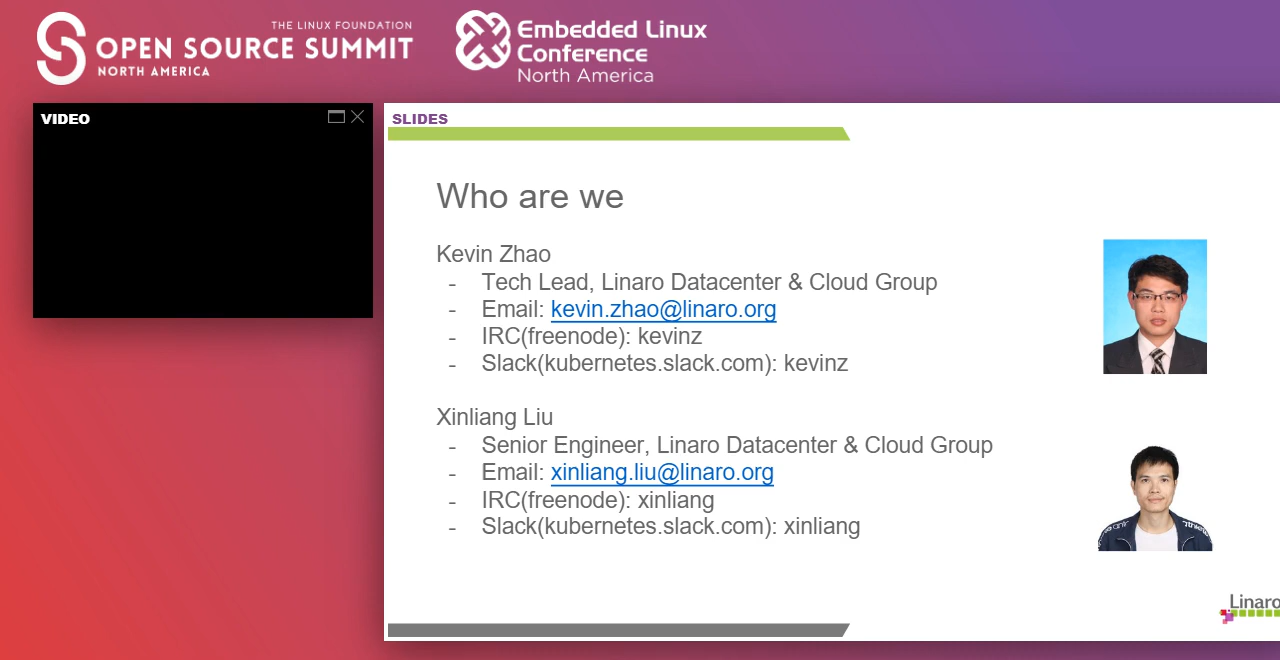 THE LINUX FOUNDATION
OPEN SOURCE SUMMIT
NORTH AMERICA
Embedded Linux
Conference
North America
VIDEO
SLIDES
Who are we
Kevin Zhao
- Tech Lead, Linaro Datacenter & Cloud Group
- Email: kevin.zhao@linaro.org
- IRC(freenode): kevinz
- Slack(kubernetes.slack.com): kevinz
Xinliang Liu
- Senior Engineer, Linaro Datacenter & Cloud Group
- Email: xinliang.liu@linaro.org
- IRC(freenode): xinliang
- Slack(kubernetes.slack.com): xinliang
Linaro